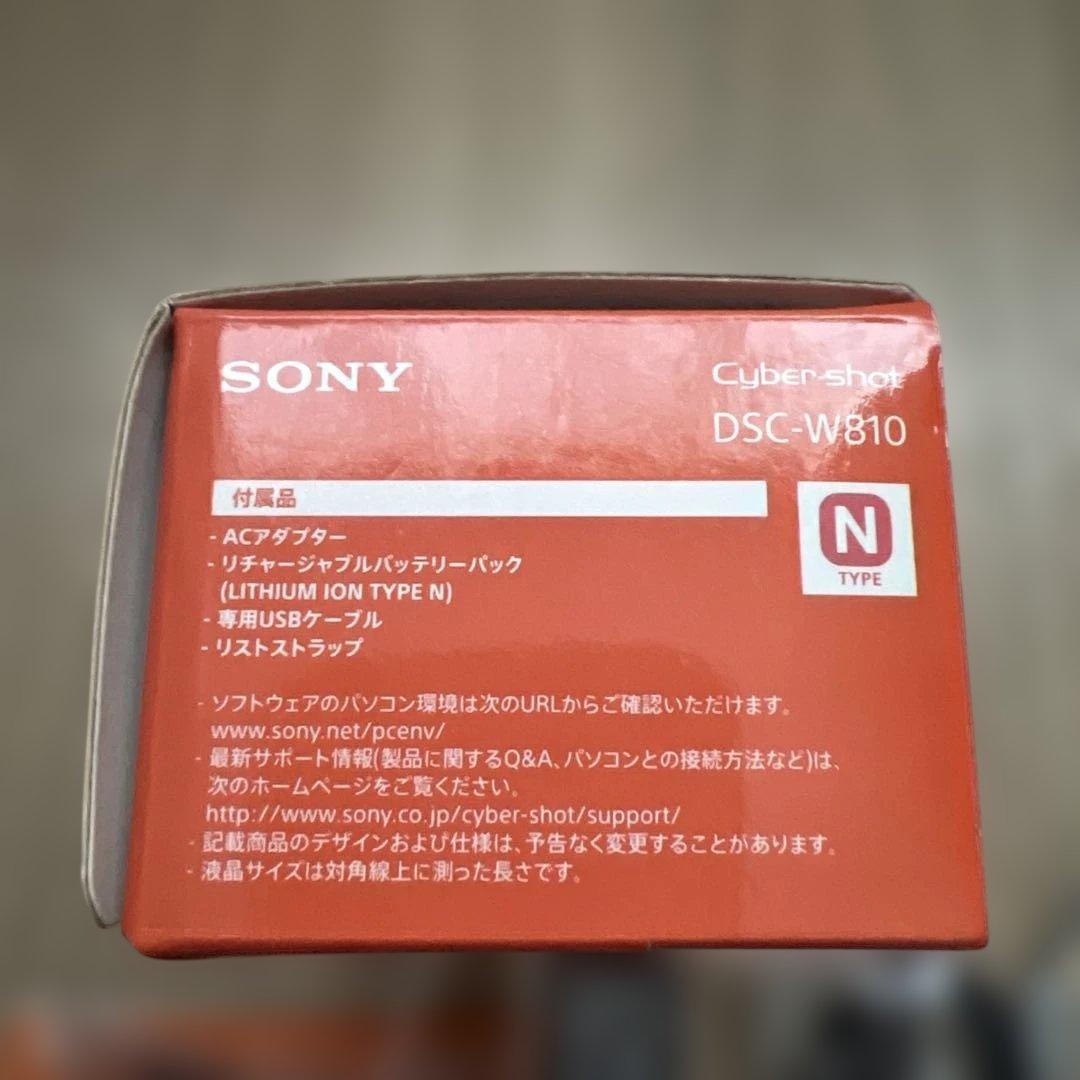 SONY
Cyber-shot
DSC-W810
付属品
- ACアダプター
- リチャージャブルバッテリーパック
(LITHIUM ION TYPE N)
- 専用USBケーブル
- リストストラップ
N
TYPE
- ソフトウェアのパソコン環境は次のURLからご確認いただけます。
www.sony.net/pcenv/
- 最新サポート情報(製品に関するQ&A、パソコンとの接続方法など)は、
次のホームページをご覧ください。
http://www.sony.co.jp/cyber-shot/support/
- 記載商品のデザインおよび仕様は、予告なく変更することがあります。
- 液晶サイズは対角線上に測った長さです。